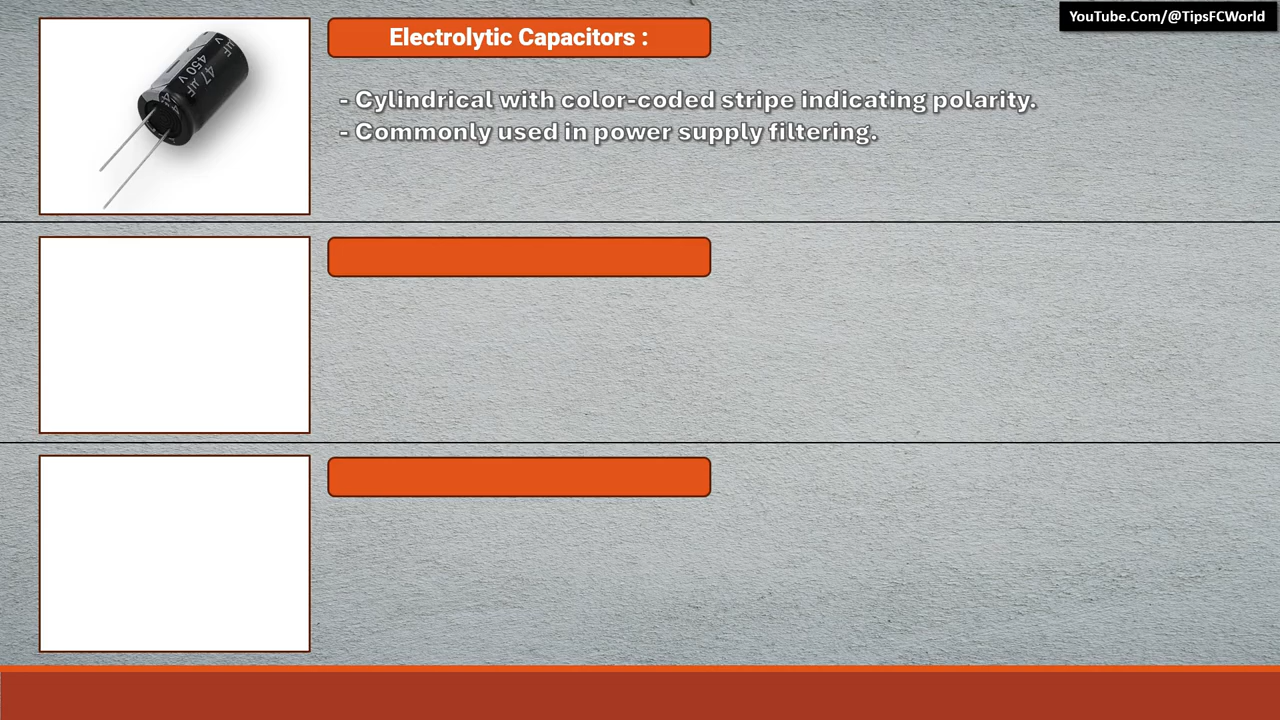 YouTube.Com/@TipsFCWorld
Electrolytic Capacitors :
- Cylindrical with color-coded stripe indicating polarity.
- Commonly used in power supply filtering.
47 µF
450 V